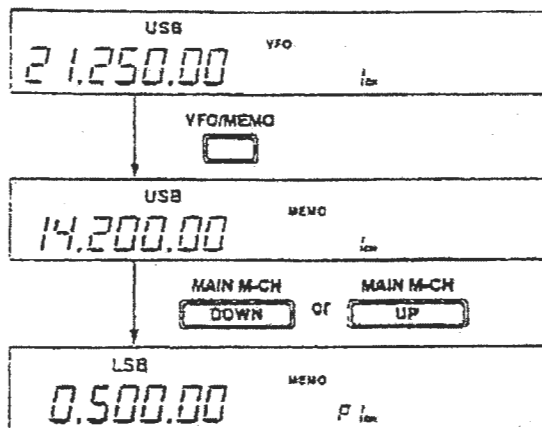 USB
VFO
21.250.00
VFO/MEMO
USB
MEMO
14.200.00
MAIN M-CH MAIN M-CH
DOWN or UP
LSB
MEMO
0.500.00 P